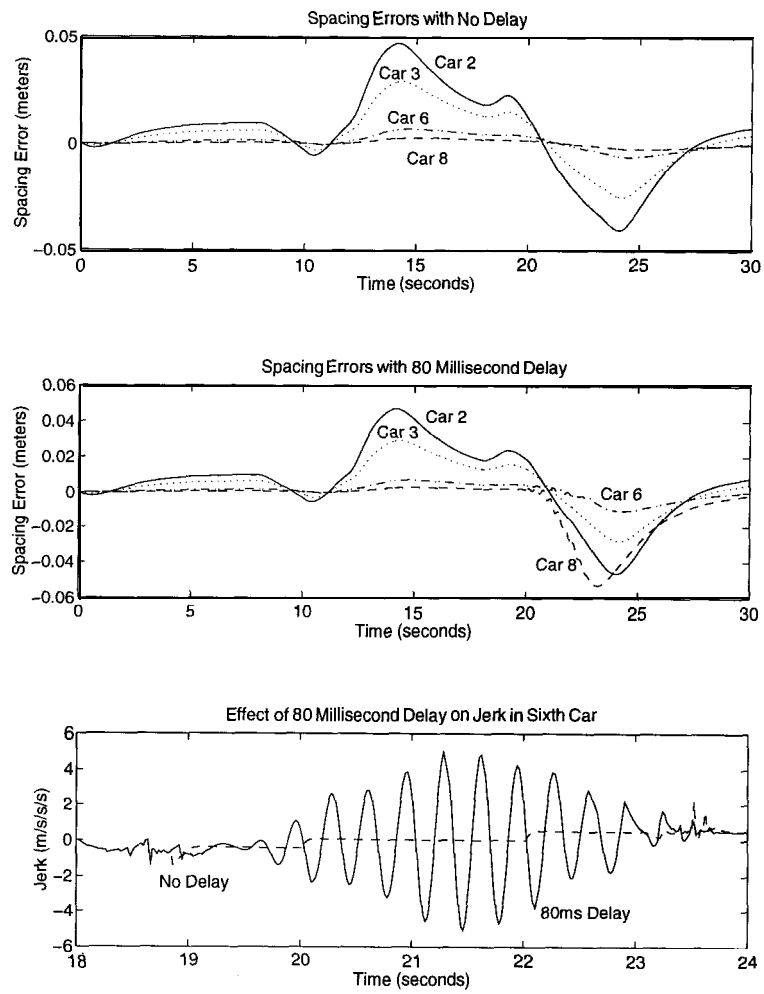 Spacing Errors with No Delay
0.05
Car 2
Car 3
Car 6
0
Car 8
−0.05
Spacing Error (meters)
0 5 10 15 20 25 30
Time (seconds)
Spacing Errors with 80 Millisecond Delay
0.06
0.04
Car 2
Car 3
0.02
0
Car 6
−0.02
−0.04
Car 8
−0.06
Spacing Error (meters)
0 5 10 15 20 25 30
Time (seconds)
Effect of 80 Millisecond Delay on Jerk in Sixth Car
6
4
2
0
−2
No Delay
−4
80ms Delay
−6
Jerk (m/s/s/s)
18 19 20 21 22 23 24
Time (seconds)